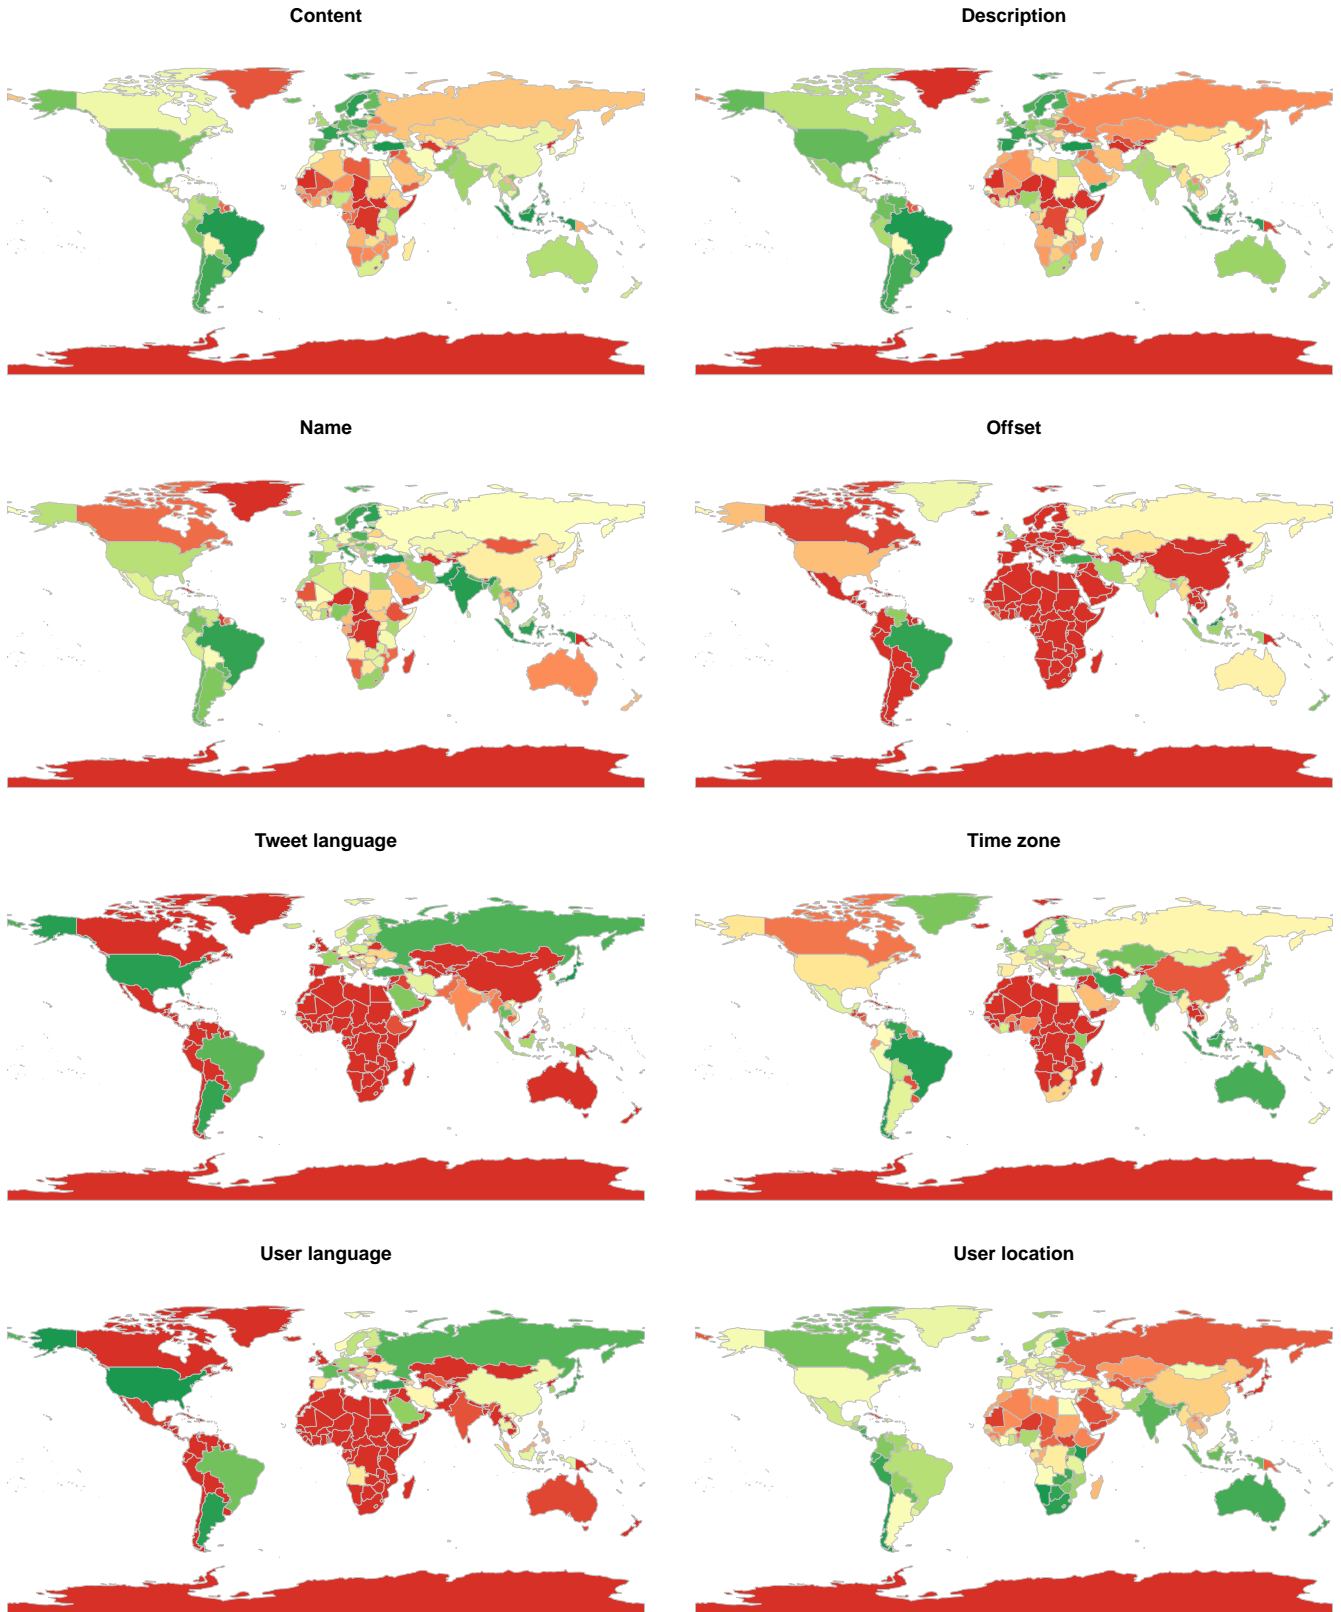 Content
Description
Name
Offset
Tweet language
Time zone
User language
User location